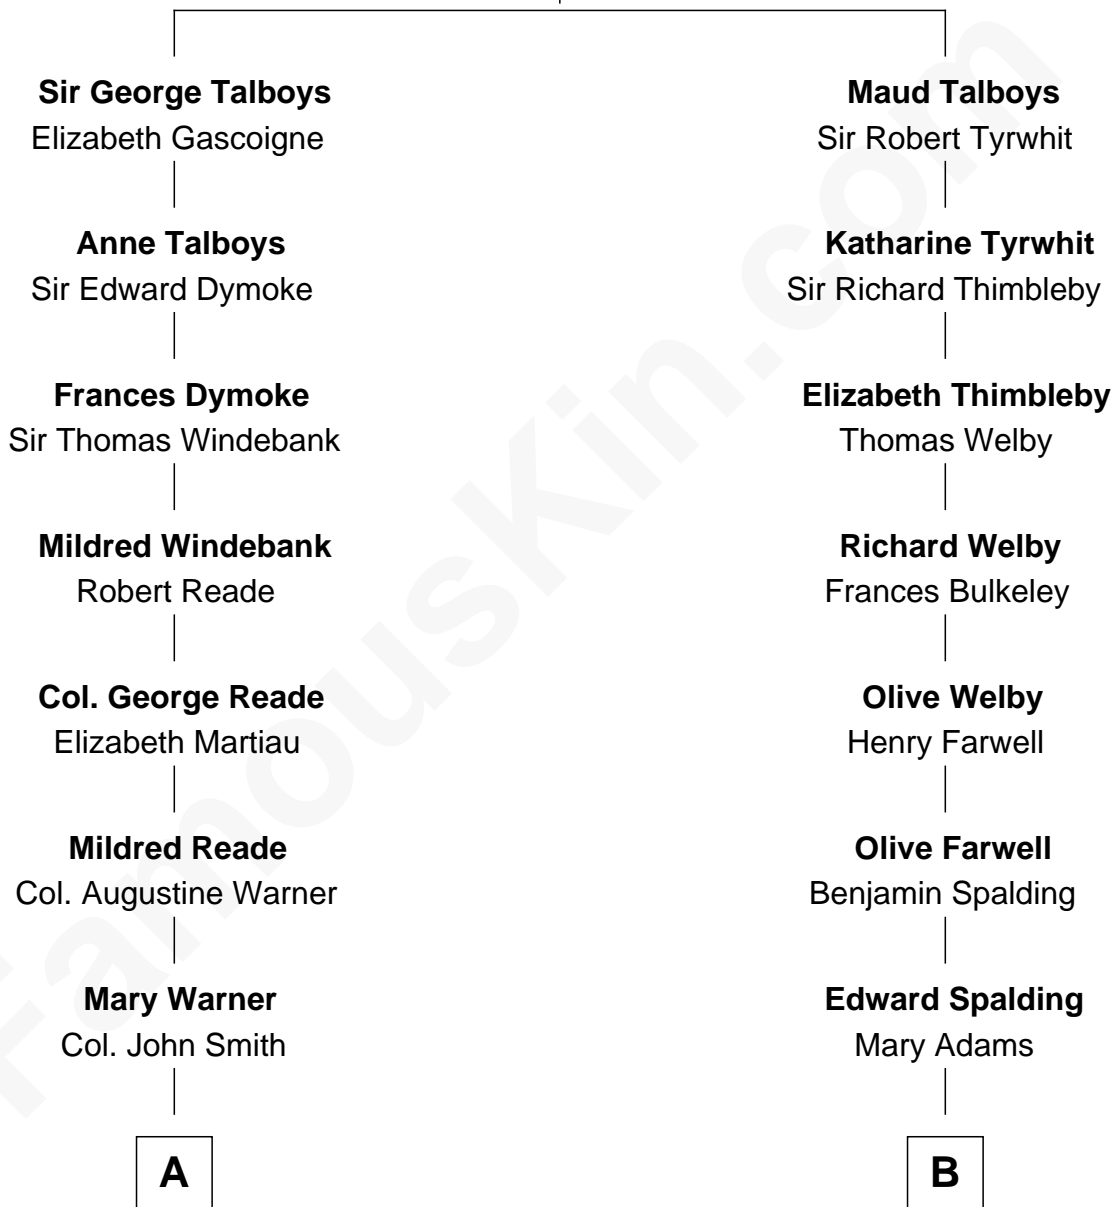 Sir George Talboys
Elizabeth Gascoigne
Anne Talboys
Sir Edward Dymoke
Frances Dymoke
Sir Thomas Windebank
Mildred Windebank
Robert Reade
Col. George Reade
Elizabeth Martiau
Mildred Reade
Col. Augustine Warner
Mary Warner
Col. John Smith
A
Maud Talboys
Sir Robert Tyrwhit
Katharine Tyrwhit
Sir Richard Thimbleby
Elizabeth Thimbleby
Thomas Welby
Richard Welby
Frances Bulkeley
Olive Welby
Henry Farwell
Olive Farwell
Benjamin Spalding
Edward Spalding
Mary Adams
B
FamousKin.com